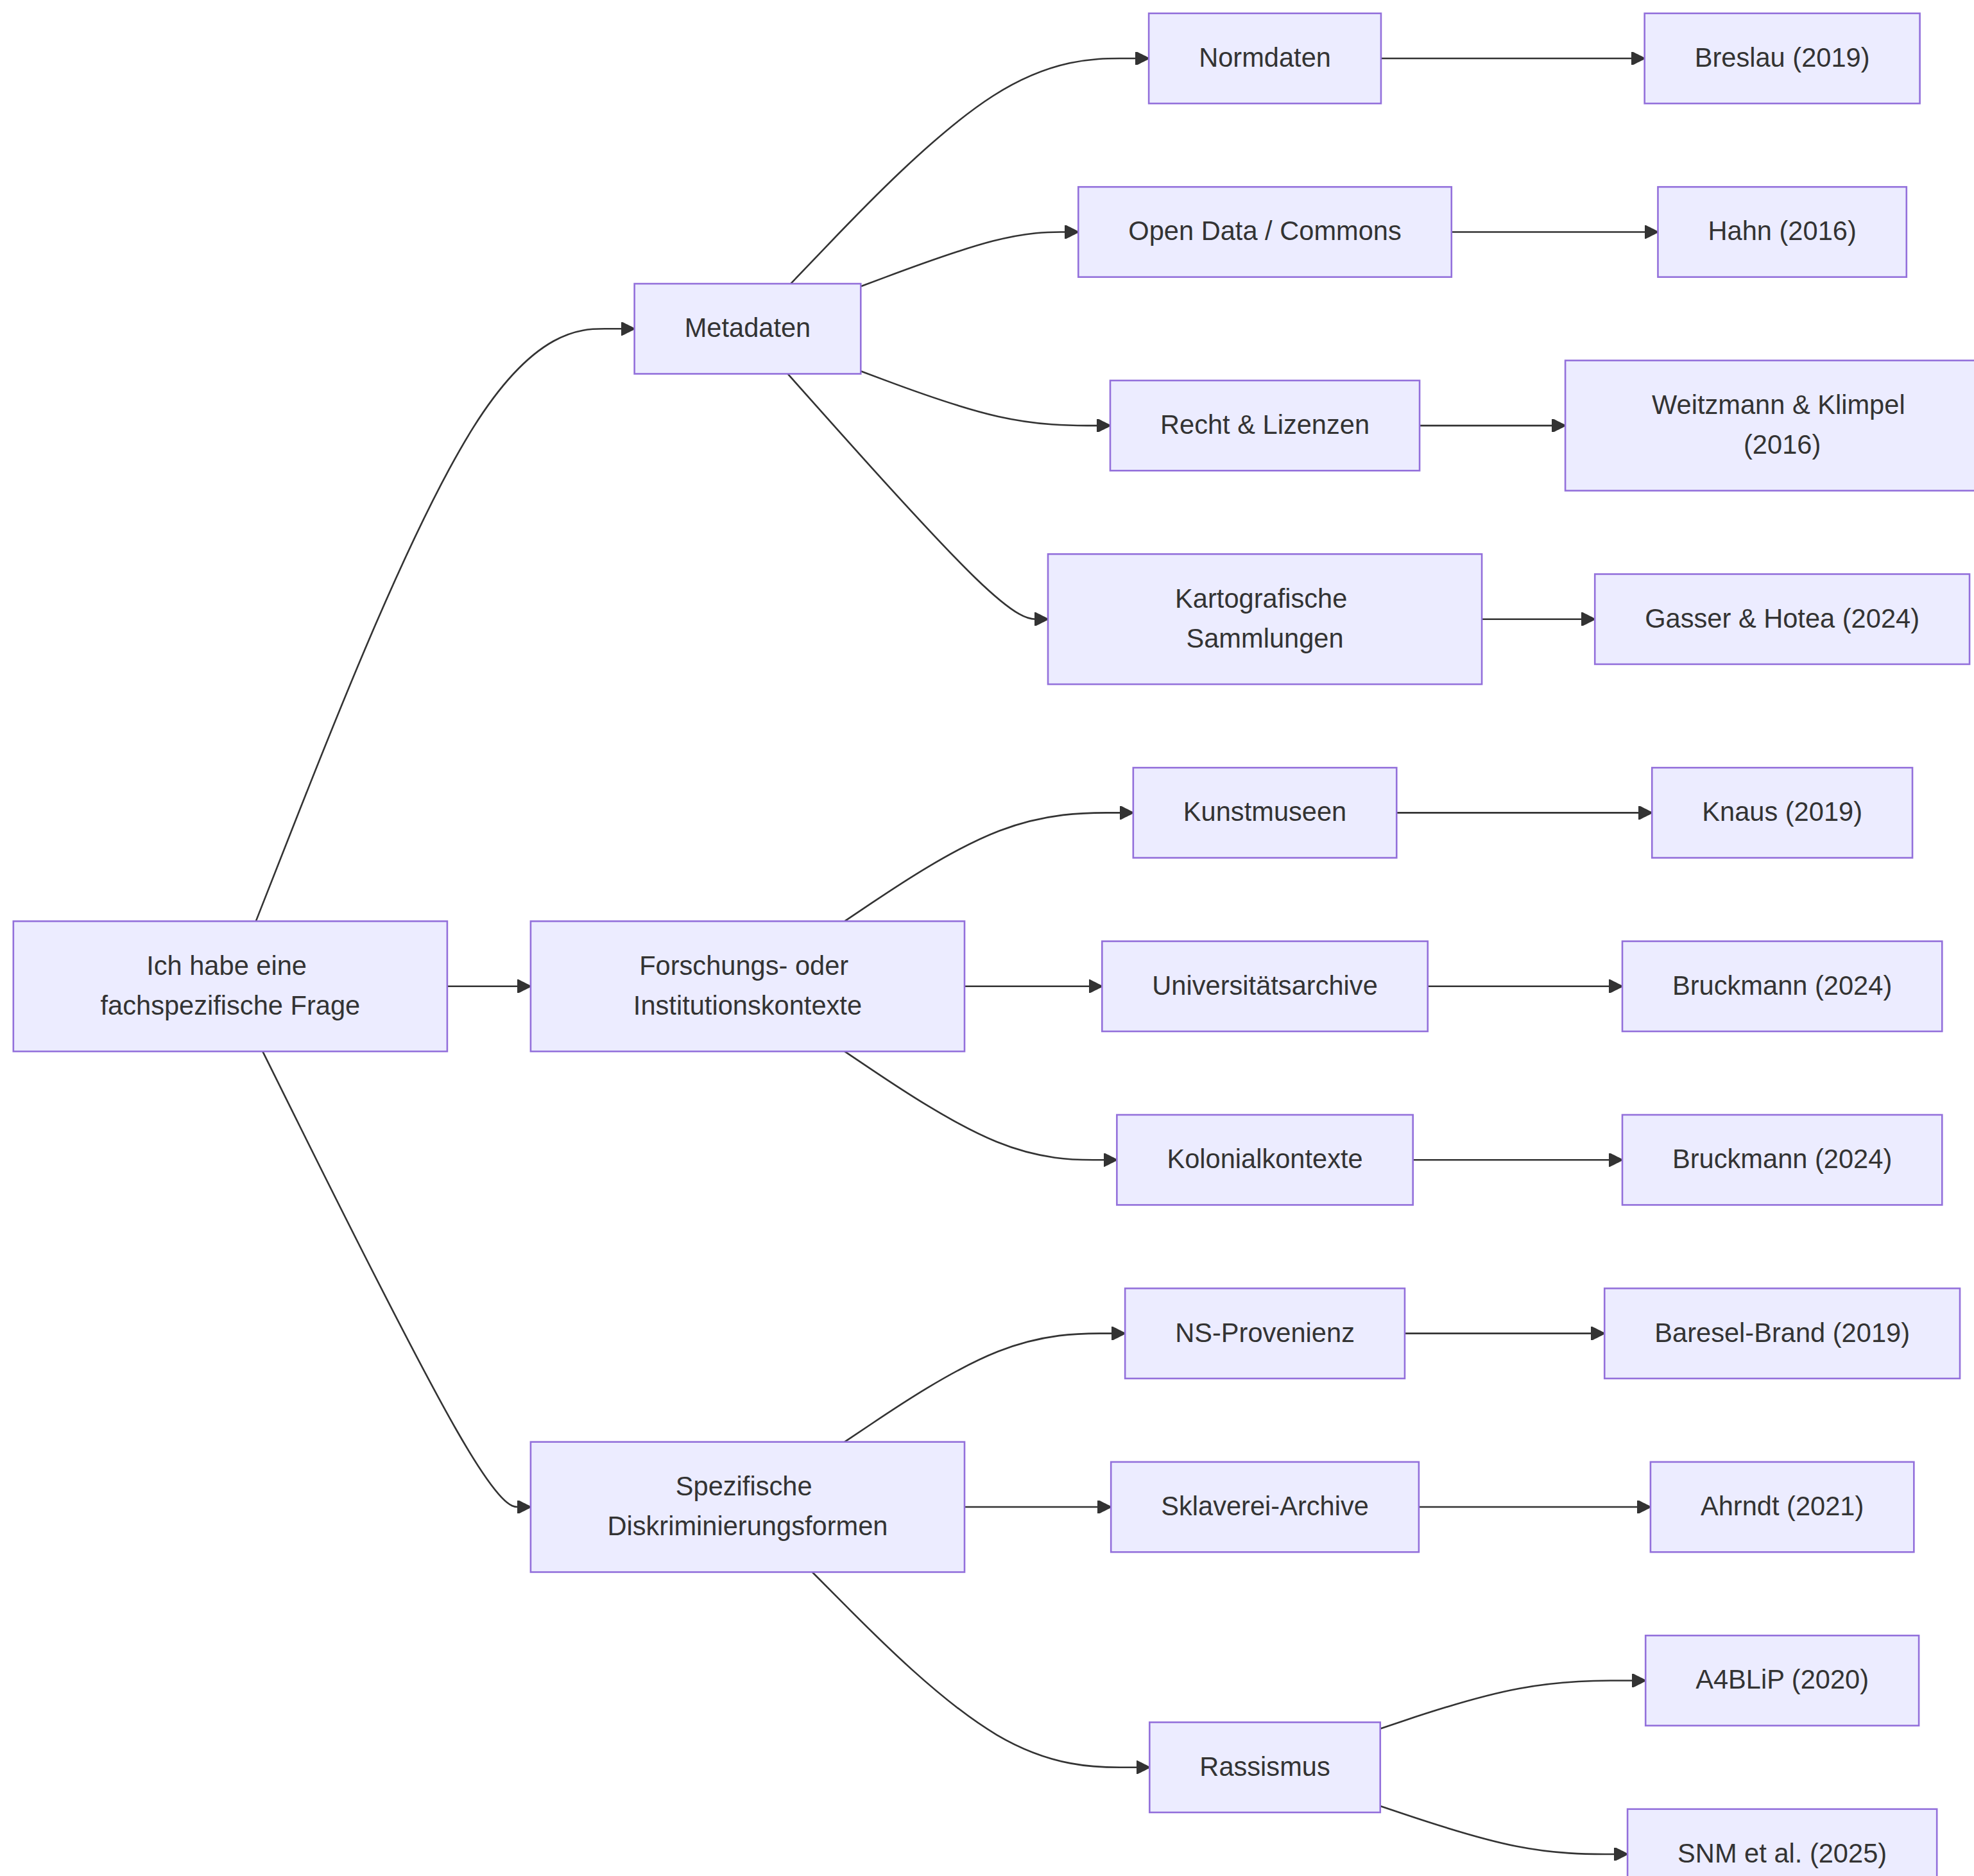 Ich habe eine
fachspezifische Frage
Metadaten
Normdaten
Breslau (2019)
Open Data / Commons
Hahn (2016)
Recht & Lizenzen
Weitzmann & Klimpel
(2016)
Kartografische
Sammlungen
Gasser & Hotea (2024)
Forschungs- oder
Institutionskontexte
Kunstmuseen
Knaus (2019)
Universitätsarchive
Bruckmann (2024)
Kolonialkontexte
Bruckmann (2024)
Spezifische
Diskriminierungsformen
NS-Provenienz
Baresel-Brand (2019)
Sklaverei-Archive
Ahrndt (2021)
Rassismus
A4BLiP (2020)
SNM et al. (2025)